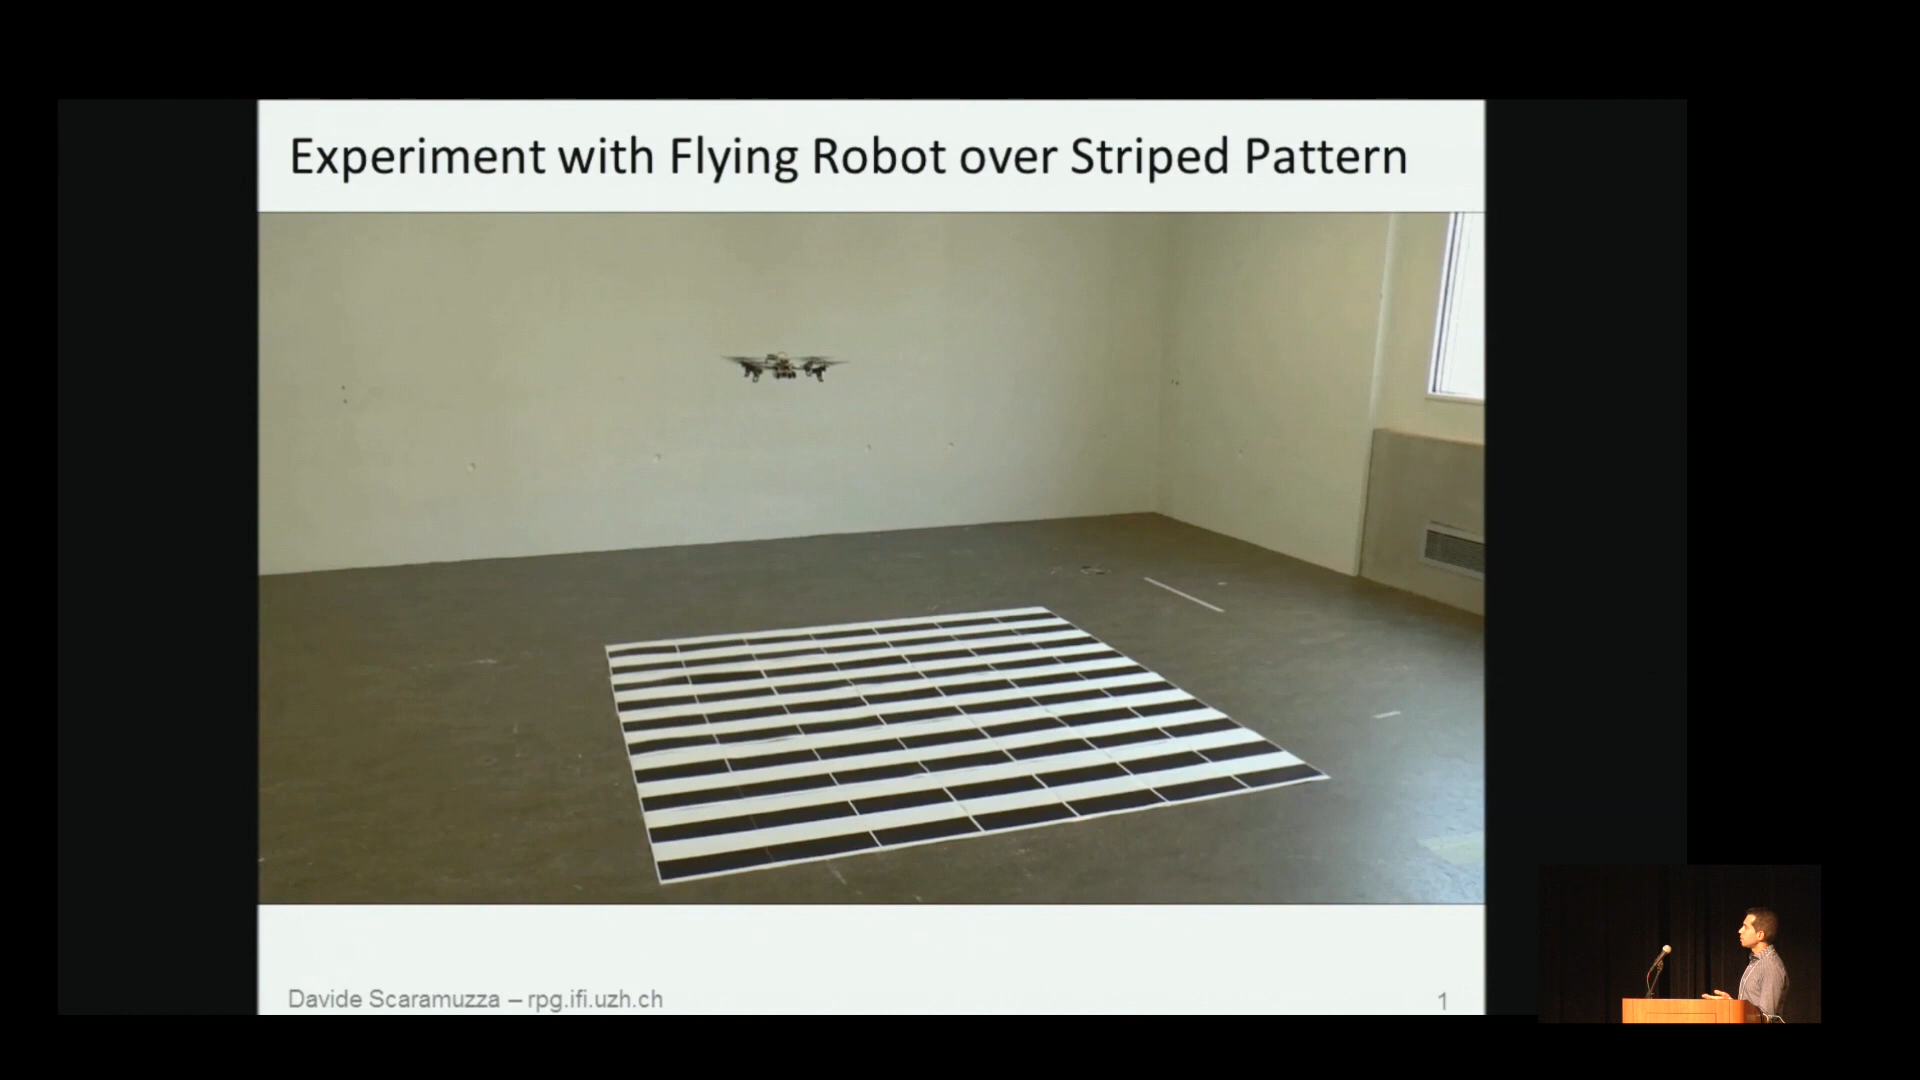 Experiment with Flying Robot over Striped Pattern
Davide Scaramuzza – rpg.ifi.uzh.ch
1